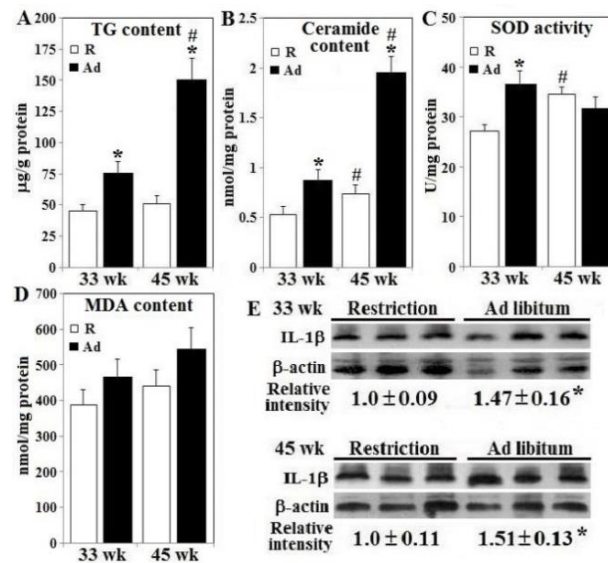 A TG content
R
Ad
µg/g protein
175
150
125
100
75
50
25
0
*
#
*
33 wk 45 wk
B Ceramide content
R
Ad
nmol/mg protein
2
1.5
1
0.5
0
*
#
#
*
33 wk 45 wk
C SOD activity
R
Ad
U/mg protein
50
40
30
20
10
0
*
#
33 wk 45 wk
D MDA content
R
Ad
nmol/mg protein
700
600
500
400
300
200
100
0
33 wk 45 wk
E 33 wk Restriction Ad libitum
IL-1β
β-actin
Relative intensity 1.0±0.09 1.47±0.16*
45 wk Restriction Ad libitum
IL-1β
β-actin
Relative intensity 1.0±0.11 1.51±0.13*